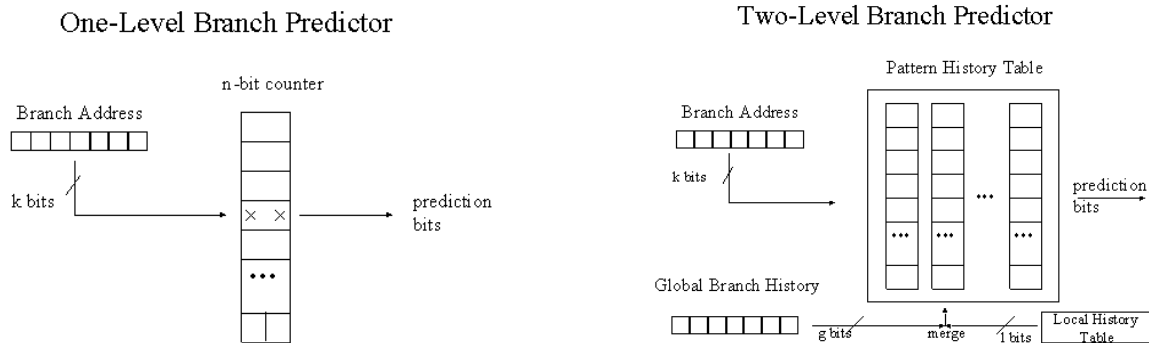 One-Level Branch Predictor
n-bit counter
Branch Address
k bits
× ×
prediction
bits
•••
Two-Level Branch Predictor
Pattern History Table
Branch Address
k bits
•••
prediction
bits
••• ••• •••
Global Branch History
g bits
merge
l bits
Local History
Table